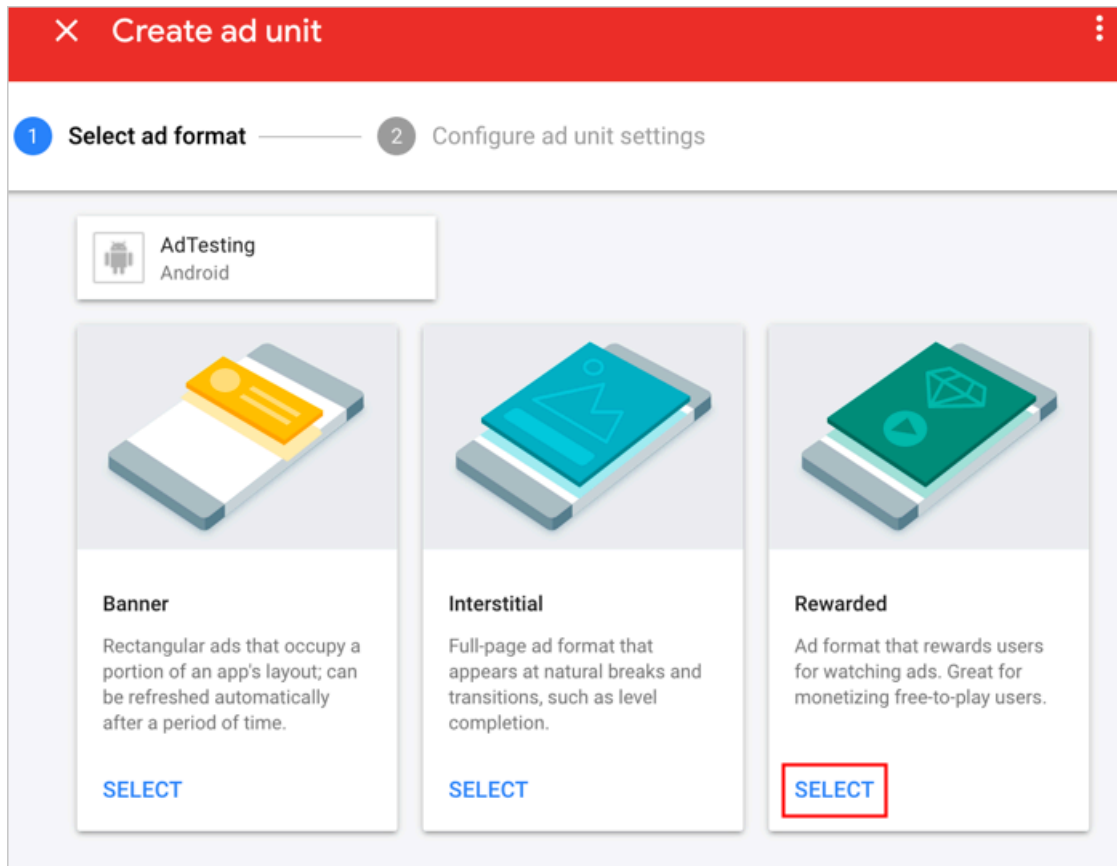 Create ad unit
1 Select ad format 2 Configure ad unit settings
AdTesting
Android
Banner
Rectangular ads that occupy a
portion of an app's layout; can
be refreshed automatically
after a period of time.
SELECT
Interstitial
Full-page ad format that
appears at natural breaks and
transitions, such as level
completion.
SELECT
Rewarded
Ad format that rewards users
for watching ads. Great for
monetizing free-to-play users.
SELECT